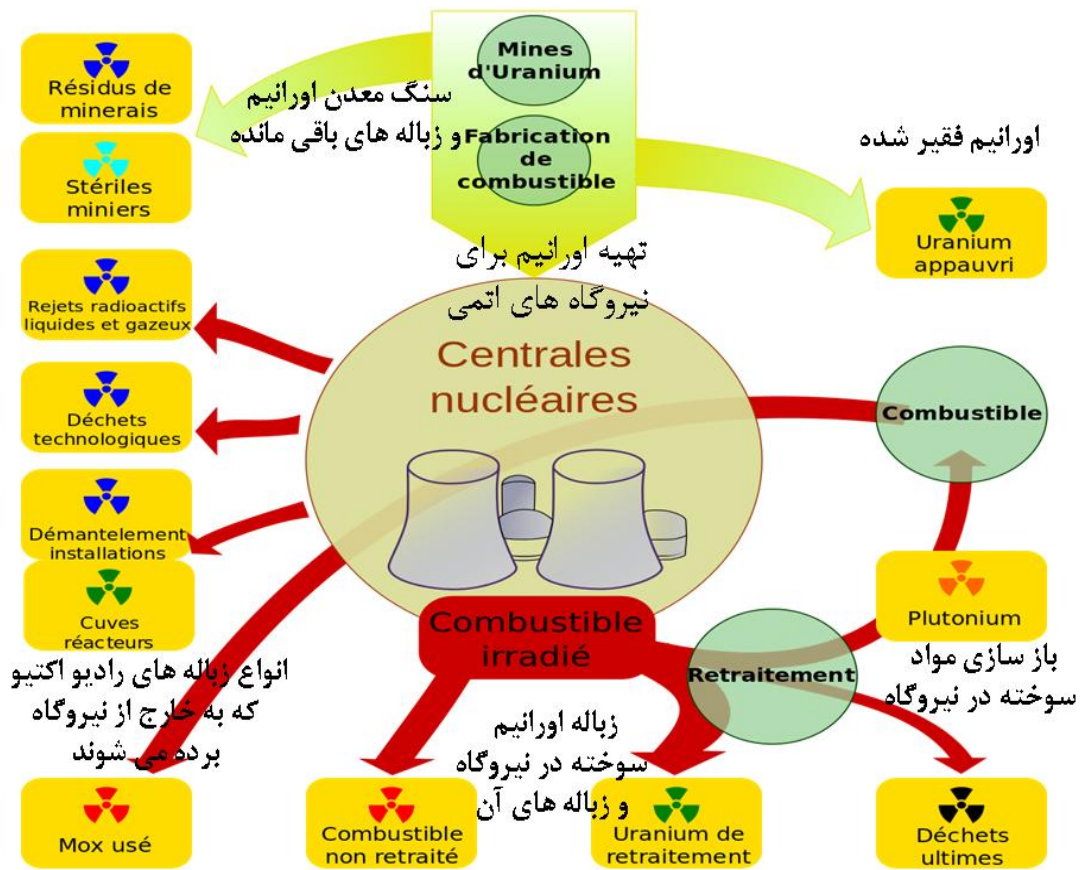 Mines
d'Uranium
Résidus de
minerais
سنگ معدن اورانیم
و زباله های باقی مانده
Fabrication
de
combustible
اورانیم فقیر شده
Stériles
miniers
Uranium
appauvri
تهیه اورانیم برای
نیروگاه های اتمی
Rejets radioactifs
liquides et gazeux
Centrales
nucléaires
Déchets
technologiques
Combustible
Démantelement
installations
Cuves
réacteurs
Combustible
irradié
Plutonium
Retraitement
باز سازی مواد
سوخته در نیروگاه
انواع زباله های رادیو اکتیو
که به خارج از نیروگاه
برده می شوند
زباله اورانیم
سوخته در نیروگاه
و زباله های آن
Mox usé
Combustible
non retraité
Uranium de
retraitement
Déchets
ultimes